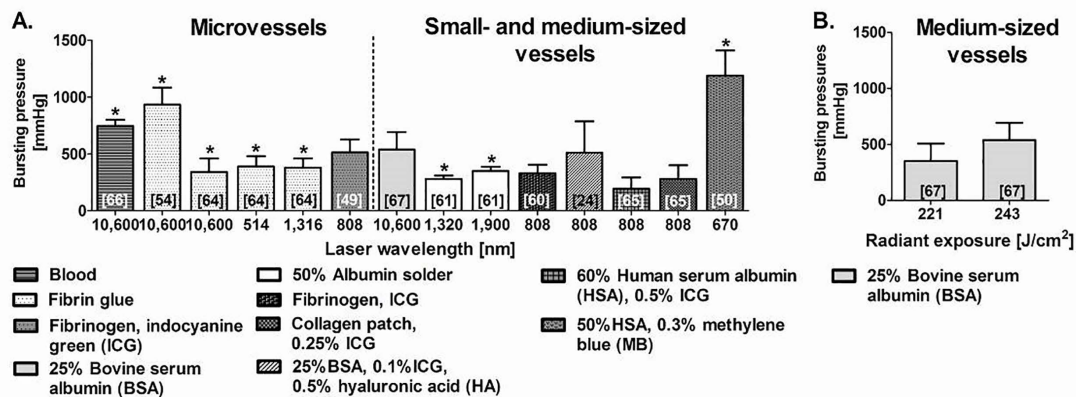 A.
Microvessels
Small- and medium-sized
vessels
Bursting pressure
[mmHg]
1500
1000
500
0
*
*
*
*
*
*
*
*
[66]
[54]
[64]
[64]
[64]
[49]
[67]
[61]
[61]
[60]
[24]
[65]
[65]
[50]
10,600 10,600 10,600 514 1,316 808 10,600 1,320 1,900 808 808 808 808 670
Laser wavelength [nm]
Blood
Fibrin glue
Fibrinogen, indocyanine
green (ICG)
25% Bovine serum
albumin (BSA)
50% Albumin solder
Fibrinogen, ICG
Collagen patch,
0.25% ICG
25%BSA, 0.1%ICG,
0.5% hyaluronic acid (HA)
60% Human serum albumin
(HSA), 0.5% ICG
50%HSA, 0.3% methylene
blue (MB)
B.
Medium-sized
vessels
Bursting pressures
[mmHg]
1500
1000
500
0
[67]
[67]
221 243
Radiant exposure [J/cm²]
25% Bovine serum
albumin (BSA)